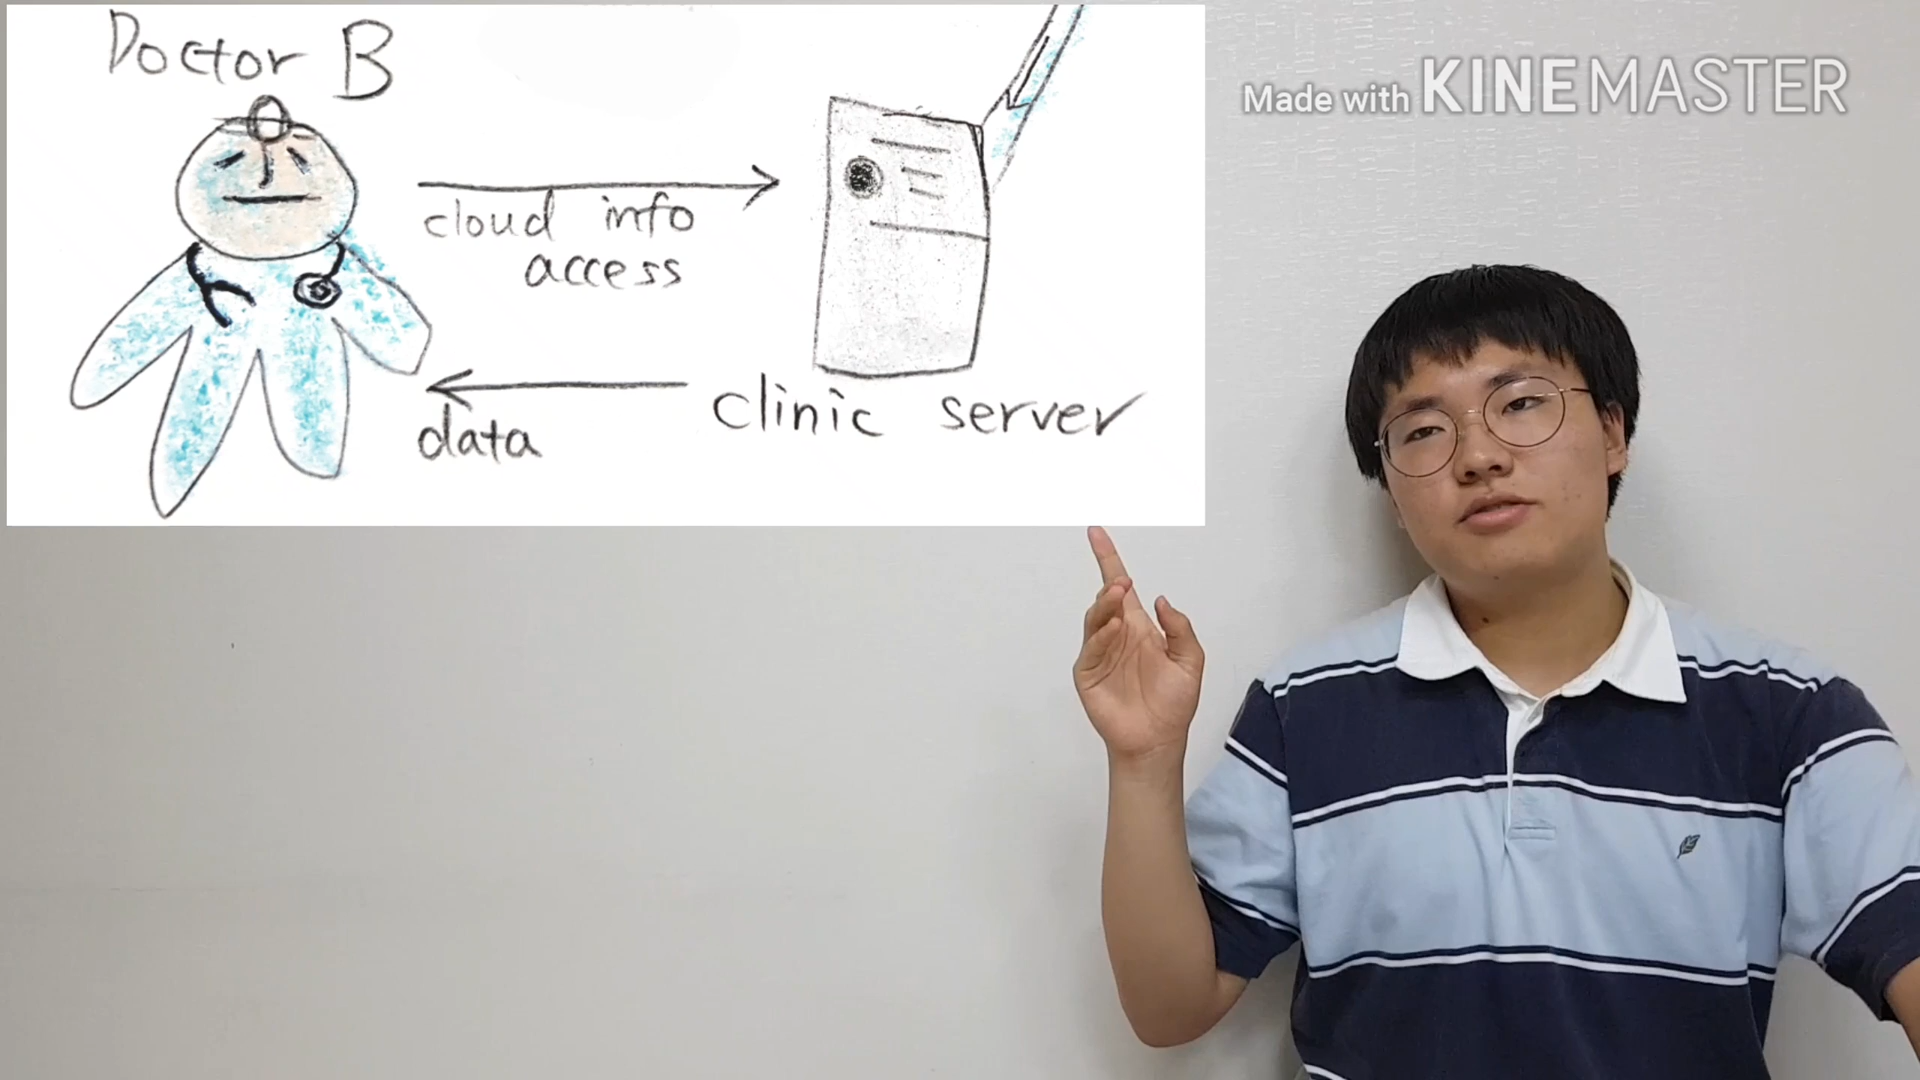 Doctor B
cloud info
access
data
clinic server
Made with KINEMASTER